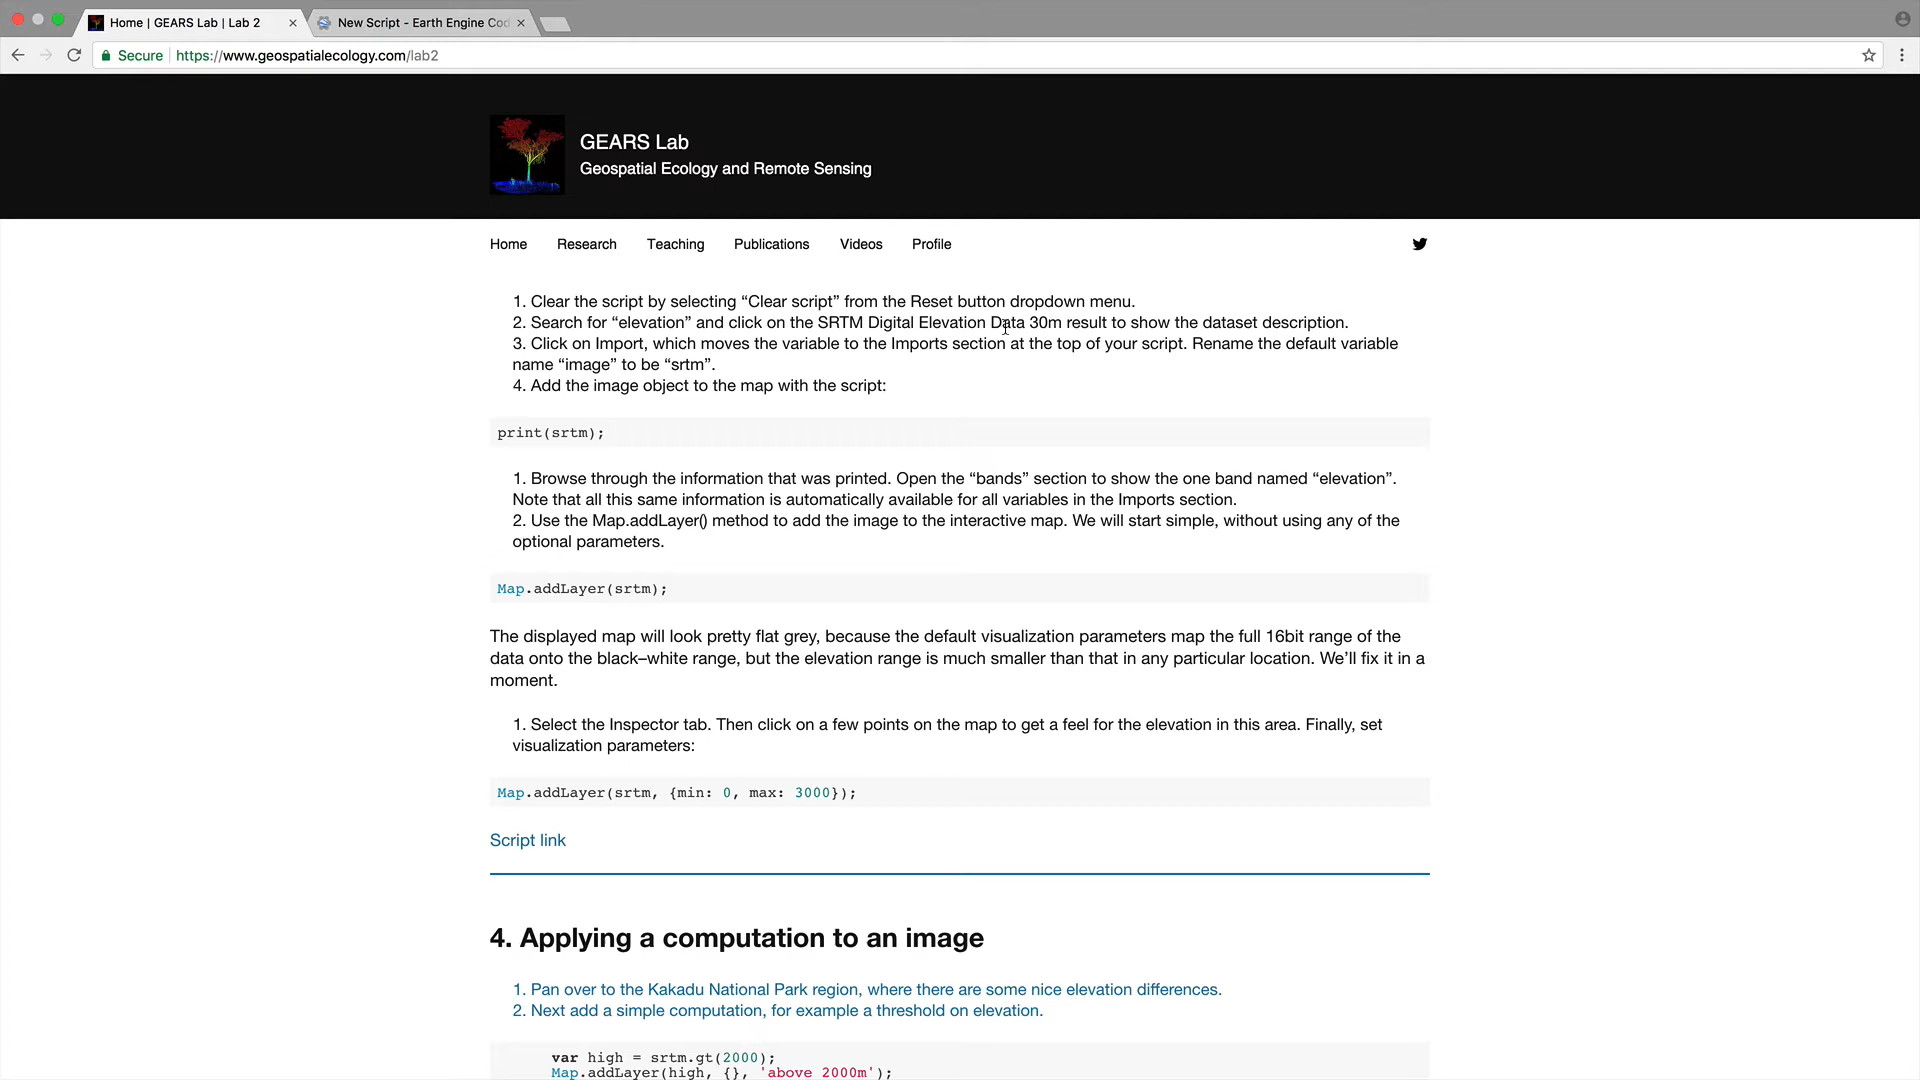 Home | GEARS Lab | Lab 2
New Script - Earth Engine Cod
Secure
https://www.geospatialecology.com/lab2
GEARS Lab
Geospatial Ecology and Remote Sensing
Home
Research
Teaching
Publications
Videos
Profile
1. Clear the script by selecting “Clear script” from the Reset button dropdown menu.
2. Search for “elevation” and click on the SRTM Digital Elevation Data 30m result to show the dataset description.
3. Click on Import, which moves the variable to the Imports section at the top of your script. Rename the default variable
name “image” to be “srtm”.
4. Add the image object to the map with the script:
print(srtm);
1. Browse through the information that was printed. Open the “bands” section to show the one band named “elevation”.
Note that all this same information is automatically available for all variables in the Imports section.
2. Use the Map.addLayer() method to add the image to the interactive map. We will start simple, without using any of the
optional parameters.
Map.addLayer(srtm);
The displayed map will look pretty flat grey, because the default visualization parameters map the full 16bit range of the
data onto the black–white range, but the elevation range is much smaller than that in any particular location. We’ll fix it in a
moment.
1. Select the Inspector tab. Then click on a few points on the map to get a feel for the elevation in this area. Finally, set
visualization parameters:
Map.addLayer(srtm, {min: 0, max: 3000});
Script link
4. Applying a computation to an image
1. Pan over to the Kakadu National Park region, where there are some nice elevation differences.
2. Next add a simple computation, for example a threshold on elevation.
var high = srtm.gt(2000);
Map.addLayer(high, {}, 'above 2000m');